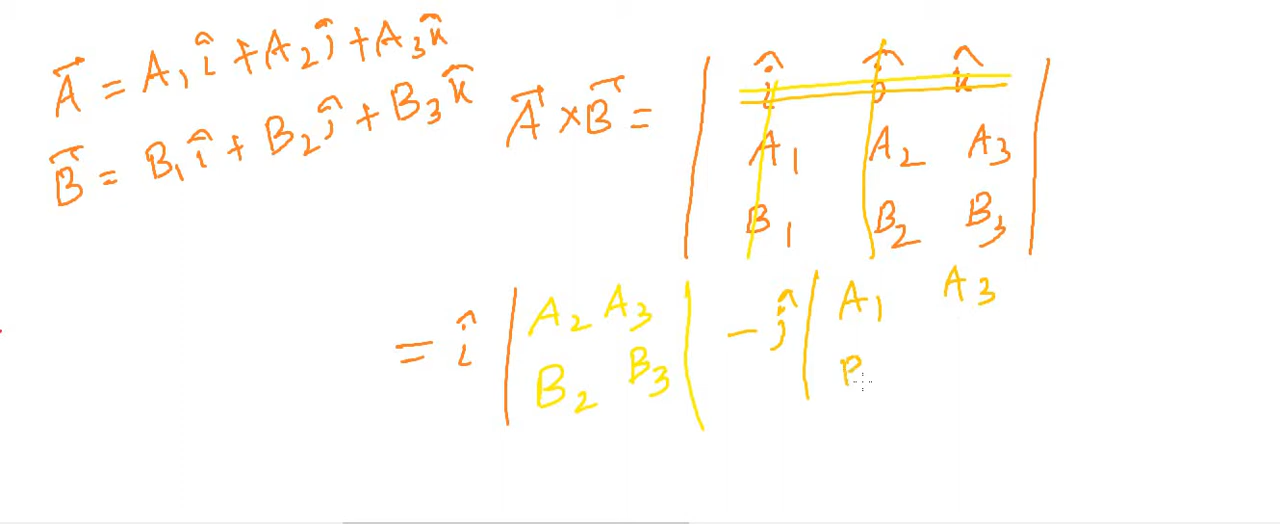 A⃗ = A₁î + A₂ĵ + A₃k̂
B⃗ = B₁î + B₂ĵ + B₃k̂
A⃗ × B⃗ = | î ĵ k̂ |
| A₁ A₂ A₃ |
| B₁ B₂ B₃ |
= î | A₂ A₃ | − ĵ | A₁ A₃
| B₂ B₃ | |